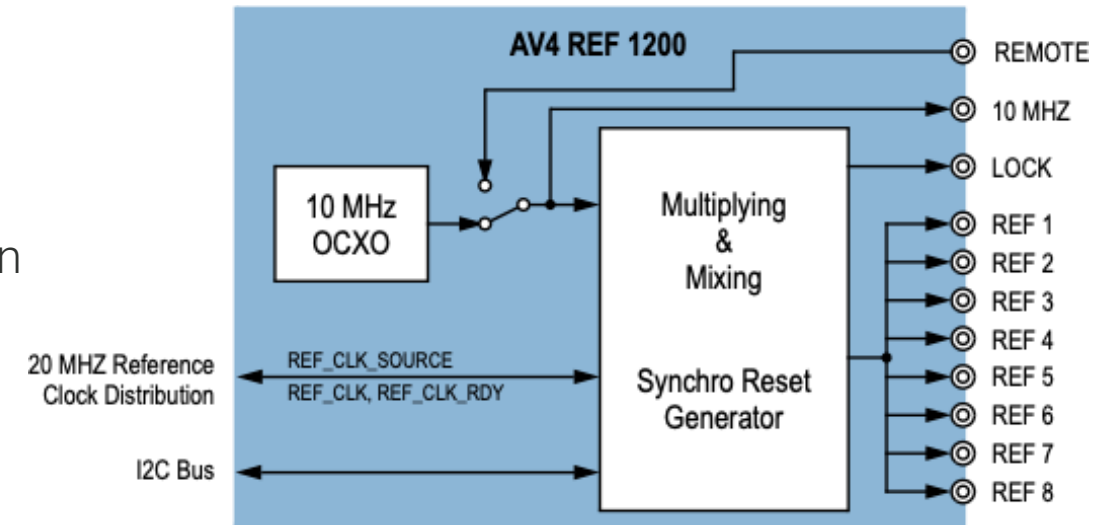 AV4 REF 1200
REMOTE
10 MHZ
LOCK
10 MHz
OCXO
Multiplying
&
Mixing
Synchro Reset
Generator
REF 1
REF 2
REF 3
REF 4
REF 5
REF 6
REF 7
REF 8
n
20 MHZ Reference
Clock Distribution
REF_CLK_SOURCE
REF_CLK, REF_CLK_RDY
I2C Bus